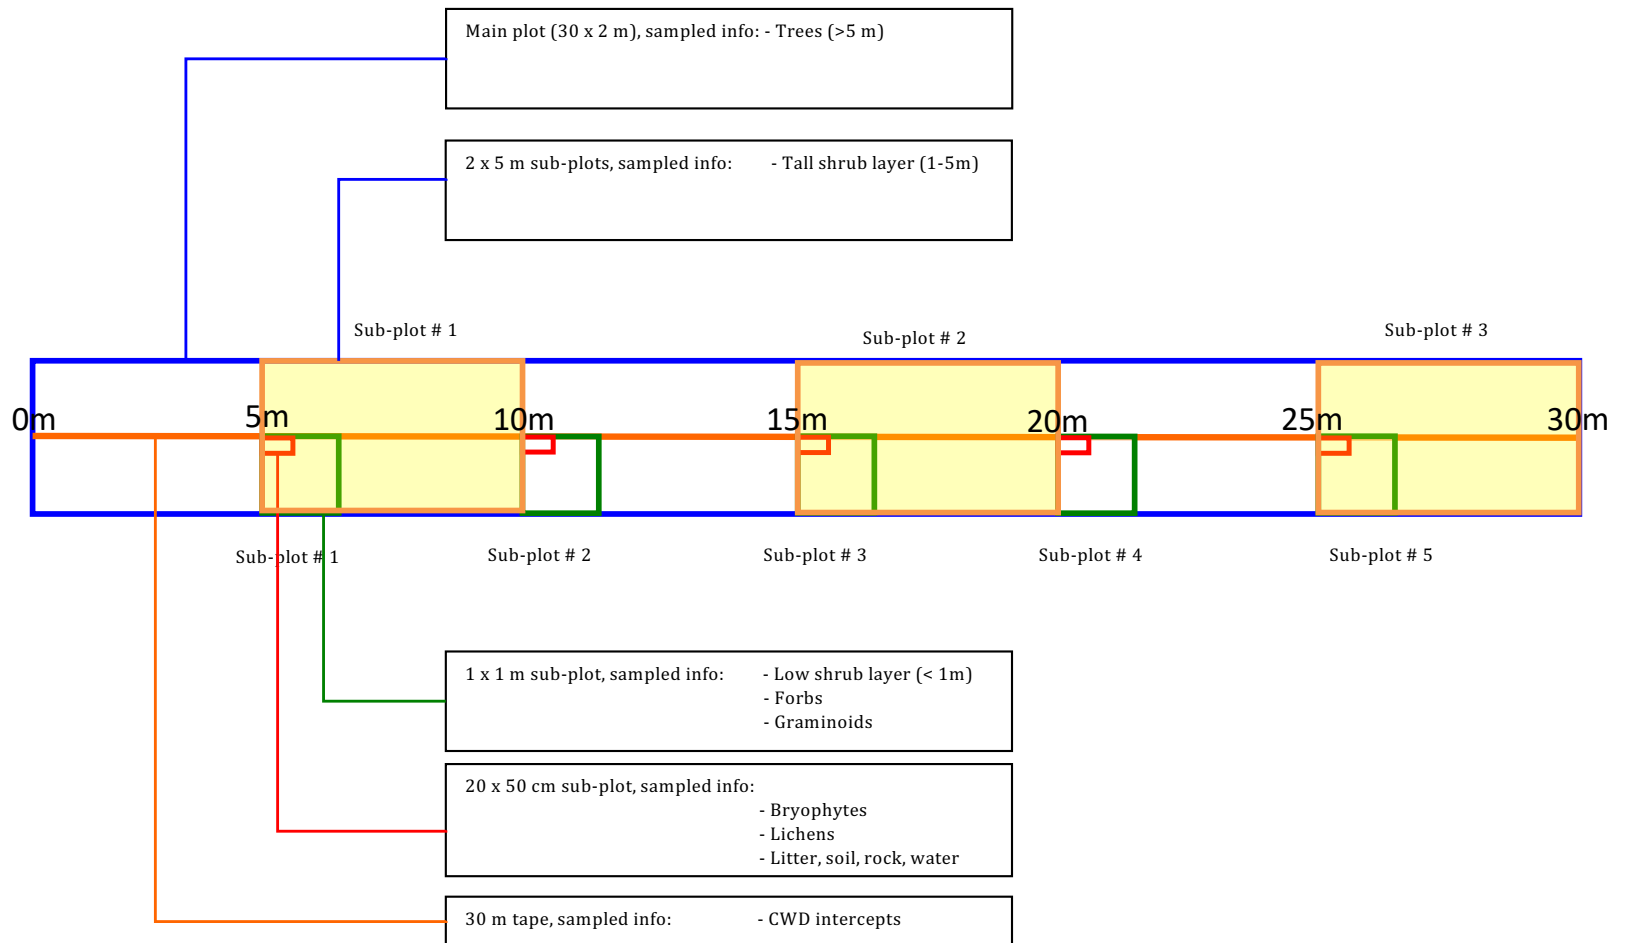 Main plot (30 x 2 m), sampled info: - Trees (>5 m)
2 x 5 m sub-plots, sampled info: - Tall shrub layer (1-5m)
Sub-plot # 1
Sub-plot # 2
Sub-plot # 3
0m
5m
10m
15m
20m
25m
30m
Sub-plot # 1
Sub-plot # 2
Sub-plot # 3
Sub-plot # 4
Sub-plot # 5
1 x 1 m sub-plot, sampled info: - Low shrub layer (< 1m)
- Forbs
- Graminoids
20 x 50 cm sub-plot, sampled info:
- Bryophytes
- Lichens
- Litter, soil, rock, water
30 m tape, sampled info: - CWD intercepts